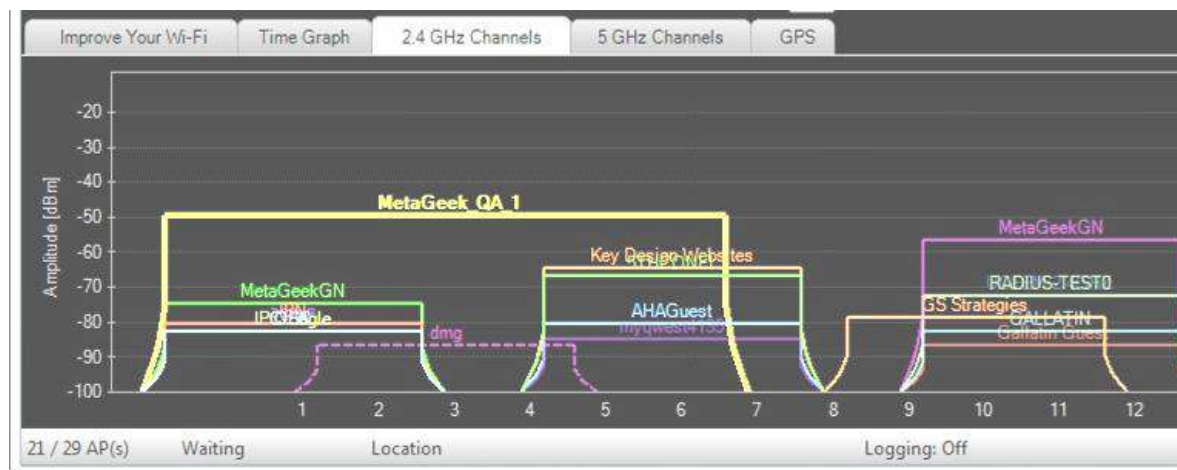 Improve Your Wi-Fi Time Graph 2.4 GHz Channels 5 GHz Channels GPS
Amplitude [dBm]
-20
-30
-40
-50
-60
-70
-80
-90
-100
MetaGeek_QA_1
MetaGeekGN
Key Design Websites
RADIUS-TEST0
MetaGeekGN
GS Strategies
AHAGuest
GALLATIN
dmg
Gallatin Guest
1 2 3 4 5 6 7 8 9 10 11 12
21 / 29 AP(s) Waiting Location Logging: Off